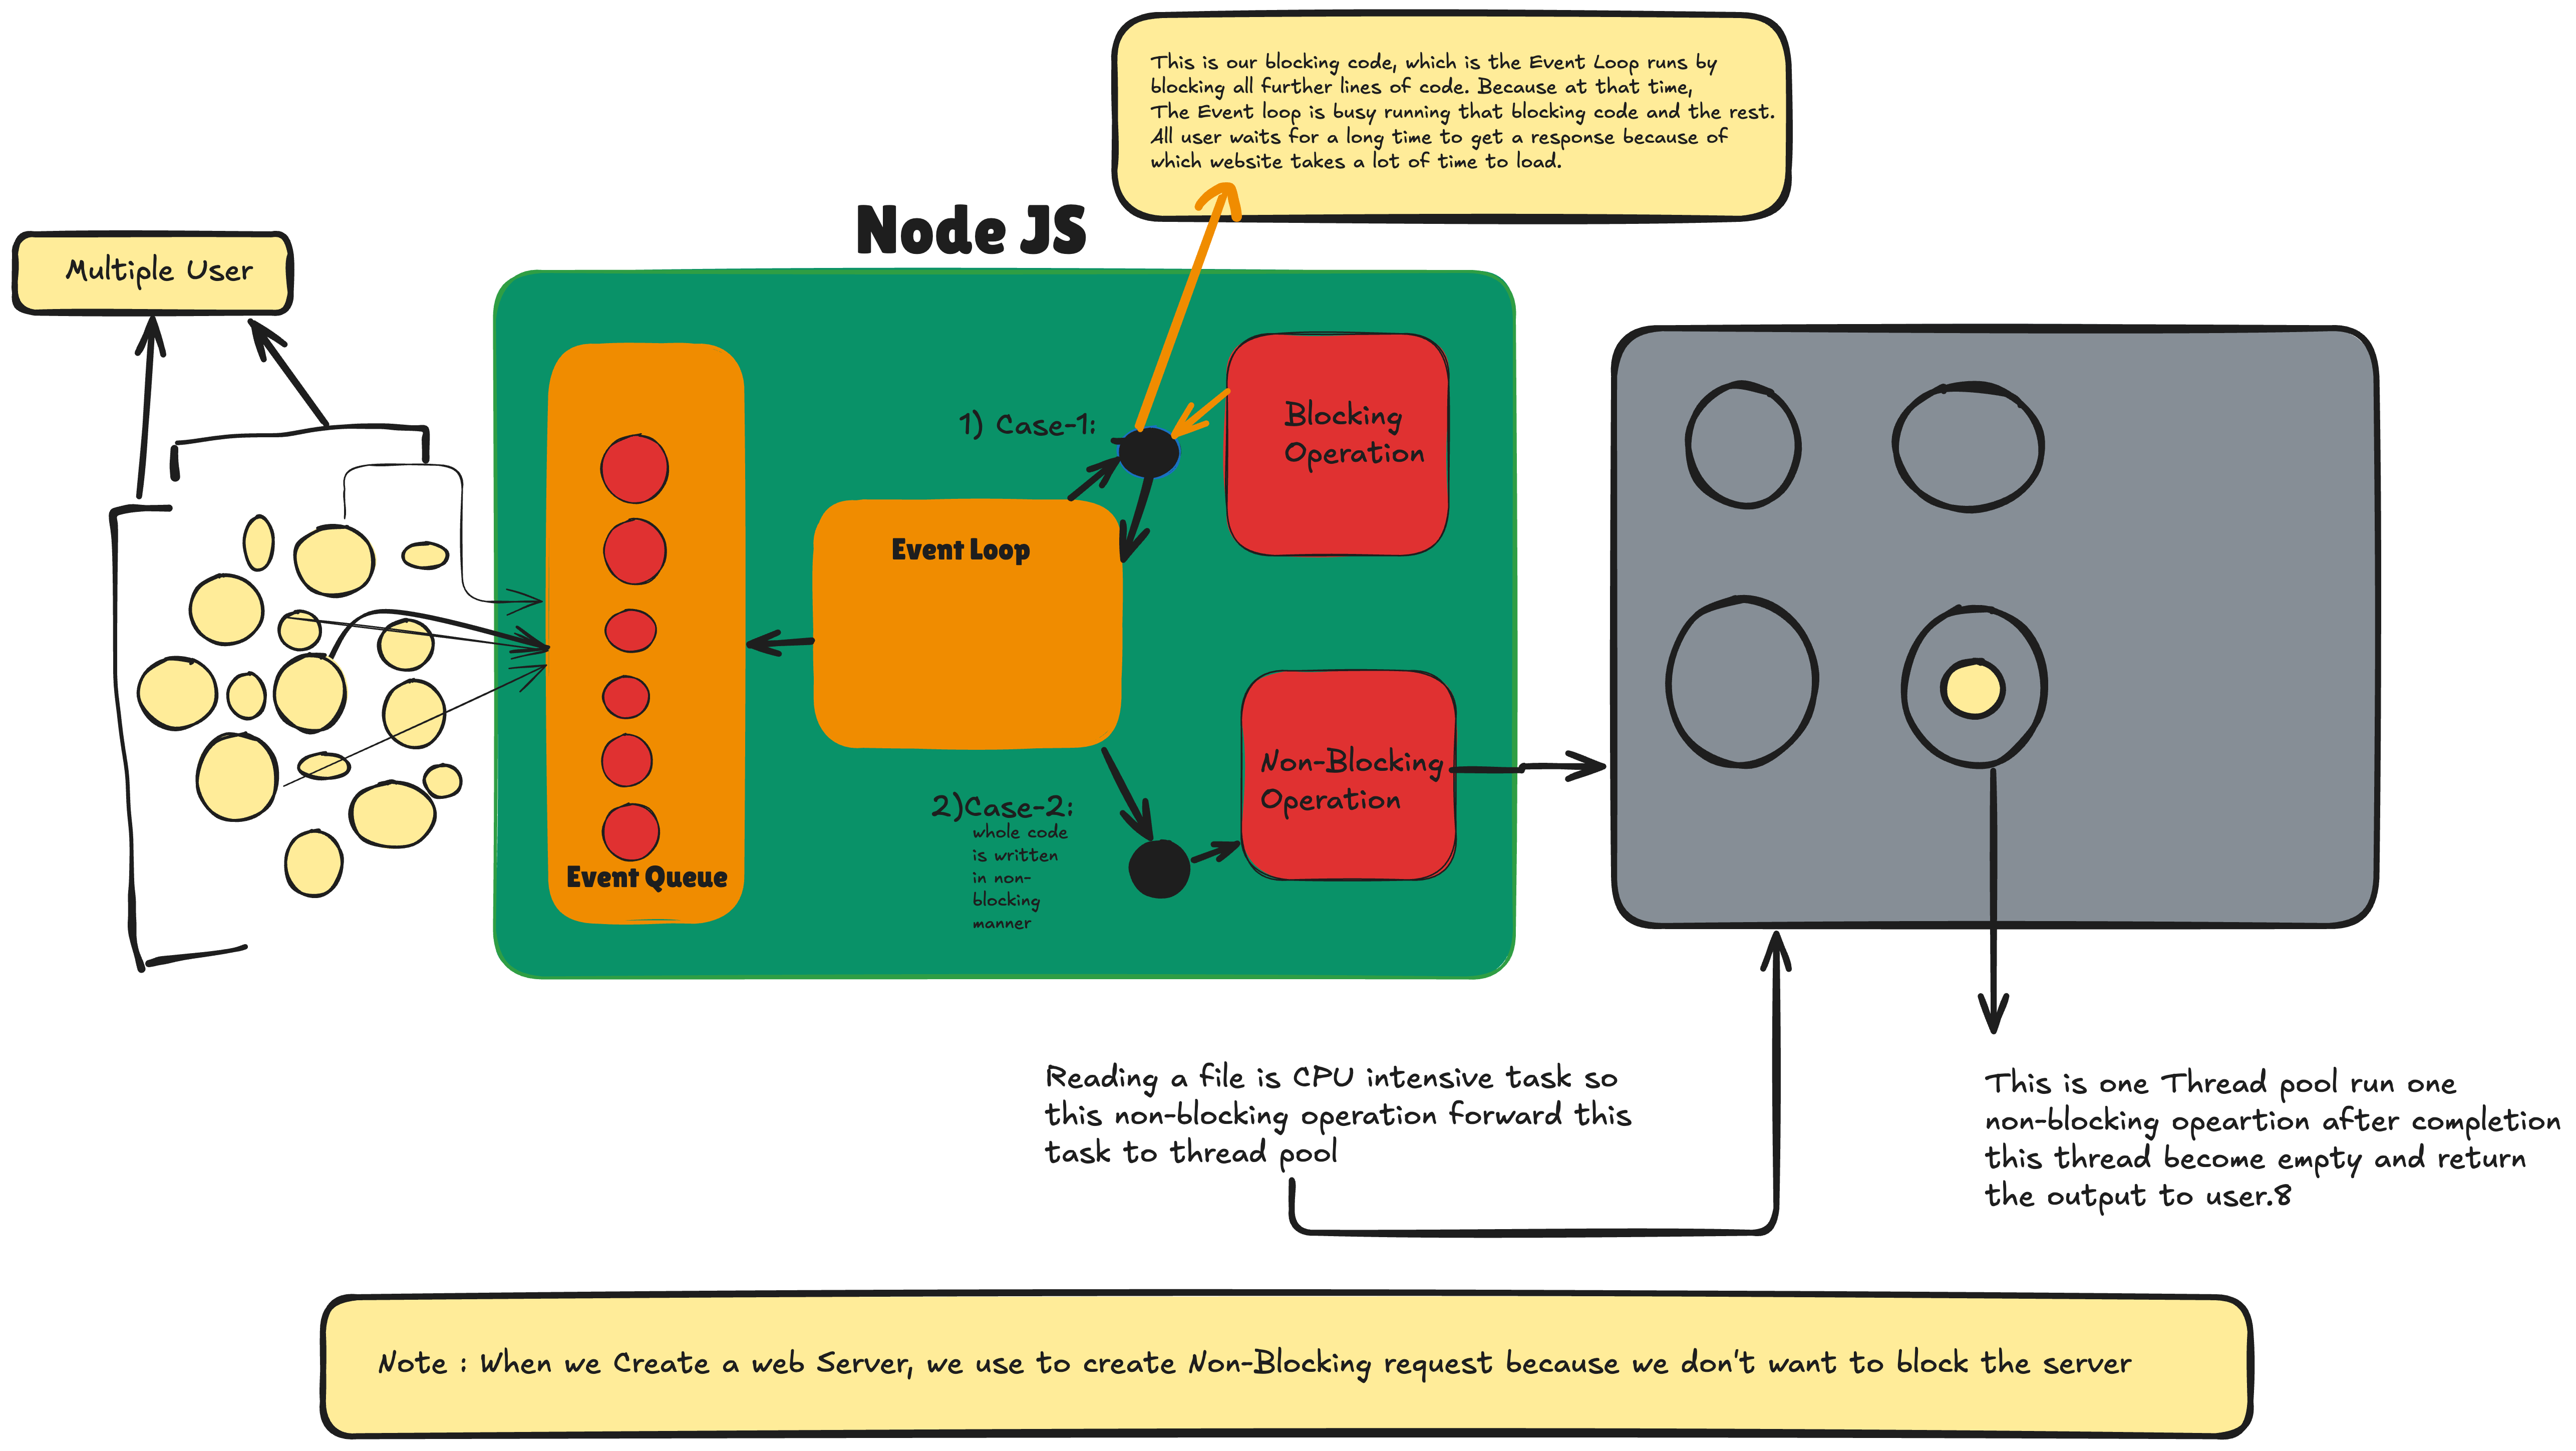 This is our blocking code, which is the Event Loop runs by
blocking all further lines of code. Because at that time,
The Event loop is busy running that blocking code and the rest.
All user waits for a long time to get a response because of
which website takes a lot of time to load.
Node JS
Multiple User
1) Case-1:
Blocking
Operation
Event Loop
Non-Blocking
Operation
2)Case-2:
whole code
is written
in non-
blocking
manner
Event Queue
Reading a file is CPU intensive task so
this non-blocking operation forward this
task to thread pool
This is one Thread pool run one
non-blocking opeartion after completion
this thread become empty and return
the output to user.8
Note : When we Create a web Server, we use to create Non-Blocking request because we don't want to block the server